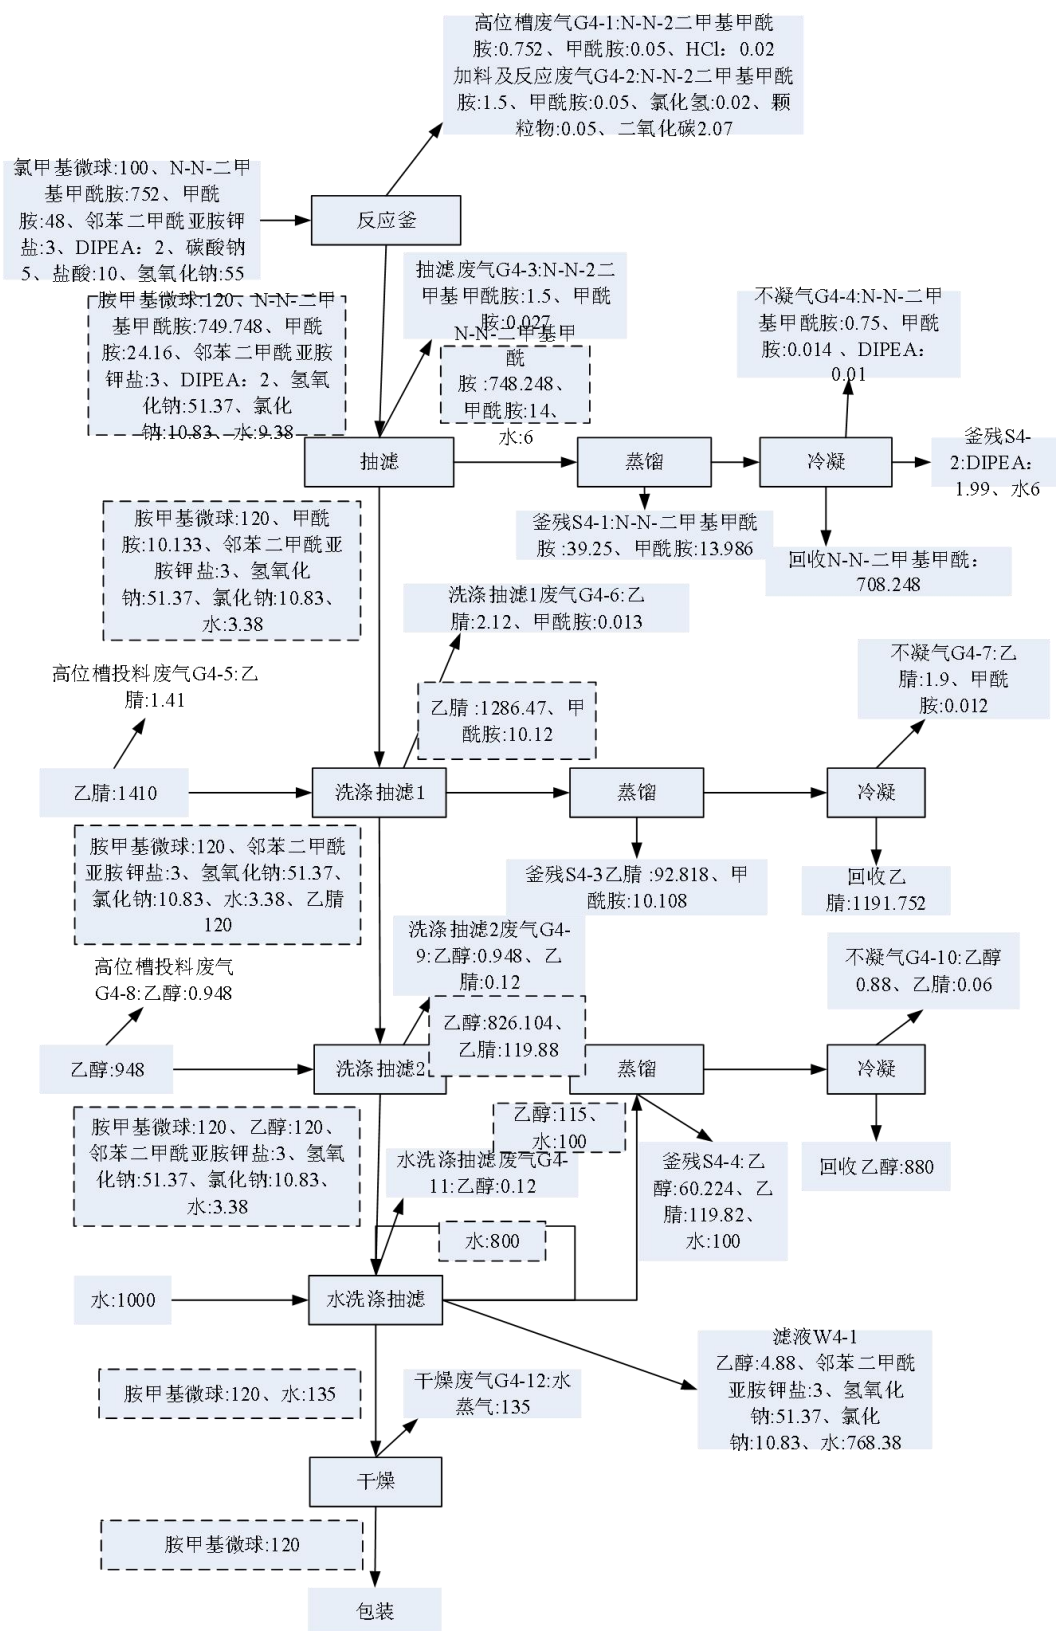 高位槽废气G4-1:N-N-2二甲基甲酰
胺:0.752、甲酰胺:0.05、HCl：0.02
加料及反应废气G4-2:N-N-2二甲基甲酰
胺:1.5、甲酰胺:0.05、氯化氢:0.02、颗
粒物:0.05、二氧化碳2.07
氯甲基微球:100、N-N-二甲
基甲酰胺:752、甲酰
胺:48、邻苯二甲酰亚胺钾
盐:3、DIPEA：2、碳酸钠
5、盐酸:10、氢氧化钠:55
反应釜
抽滤废气G4-3:N-N-2二
甲基甲酰胺:1.5、甲酰
胺:0.027
胺甲基微球:120、N-N-二甲
基甲酰胺:749.748、甲酰
胺:24.16、邻苯二甲酰亚胺
钾盐:3、DIPEA：2、氢氧
化钠:51.37、氯化
钠:10.83、水:9.38
N-N-二甲基甲
酰
胺:748.248、
甲酰胺:14、
水:6
不凝气G4-4:N-N-二甲
基甲酰胺:0.75、甲酰
胺:0.014 、DIPEA：
0.01
抽滤
蒸馏
冷凝
釜残S4-
2:DIPEA：
1.99、水6
釜残S4-1:N-N-二甲基甲酰
胺:39.25、甲酰胺:13.986
回收N-N-二甲基甲酰：
708.248
胺甲基微球:120、甲酰
胺:10.133、邻苯二甲酰亚
胺钾盐:3、氢氧化
钠:51.37、氯化钠:10.83、
水:3.38
洗涤抽滤1废气G4-6:乙
腈:2.12、甲酰胺:0.013
高位槽投料废气G4-5:乙
腈:1.41
乙腈:1286.47、甲
酰胺:10.12
不凝气G4-7:乙
腈:1.9、甲酰
胺:0.012
乙腈:1410
洗涤抽滤1
蒸馏
冷凝
胺甲基微球:120、邻苯二甲酰
亚胺钾盐:3、氢氧化钠:51.37、
氯化钠:10.83、水:3.38、乙腈
120
釜残S4-3乙腈:92.818、甲
酰胺:10.108
回收乙
腈:1191.752
洗涤抽滤2废气G4-
9:乙醇:0.948、乙
腈:0.12
高位槽投料废气
G4-8:乙醇:0.948
不凝气G4-10:乙醇
0.88、乙腈:0.06
乙醇:826.104、
乙腈:119.88
乙醇:948
洗涤抽滤2
蒸馏
冷凝
胺甲基微球:120、乙醇:120、
邻苯二甲酰亚胺钾盐:3、氢氧
化钠:51.37、氯化钠:10.83、
水:3.38
乙醇:115、
水:100
水洗涤抽滤废气G4-
11:乙醇:0.12
釜残S4-4:乙
醇:60.224、乙
腈:119.82、
水:100
回收乙醇:880
水:800
水:1000
水洗涤抽滤
滤液W4-1
乙醇:4.88、邻苯二甲酰
亚胺钾盐:3、氢氧化
钠:51.37、氯化
钠:10.83、水:768.38
胺甲基微球:120、水:135
干燥废气G4-12:水
蒸气:135
干燥
胺甲基微球:120
包装